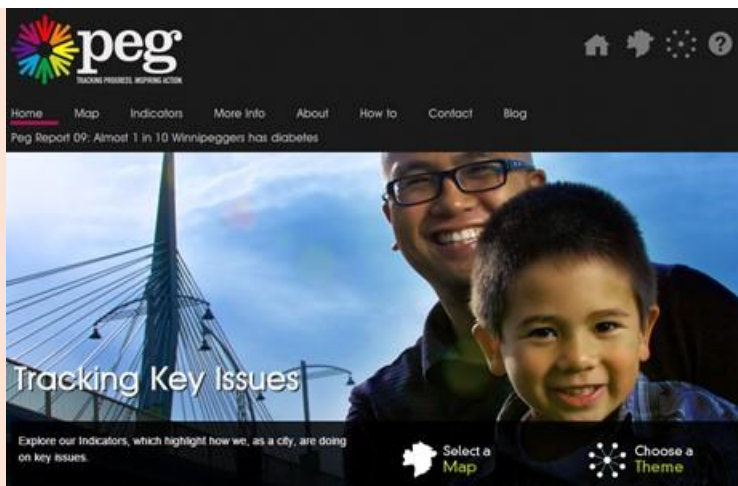 peg
TRACKING PROGRESS. INSPIRING ACTION
?
Home Map Indicators More Info About How to Contact Blog
Peg Report 09: Almost 1 in 10 Winnipeggers has diabetes
Tracking Key Issues
Explore our Indicators, which highlight how we, as a city, are doing
on key issues.
Select a
Map
Choose a
Theme